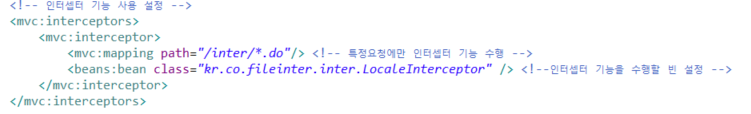 <!-- 인터셉터 기능 사용 설정 -->
<mvc:interceptors>
<mvc:interceptor>
<mvc:mapping path="/inter/*.do"/> <!-- 특정요청에만 인터셉터 기능 수행 -->
<beans:bean class="kr.co.fileinter.inter.LocaleInterceptor" /> <!--인터셉터 기능을 수행할 빈 설정 -->
</mvc:interceptor>
</mvc:interceptors>